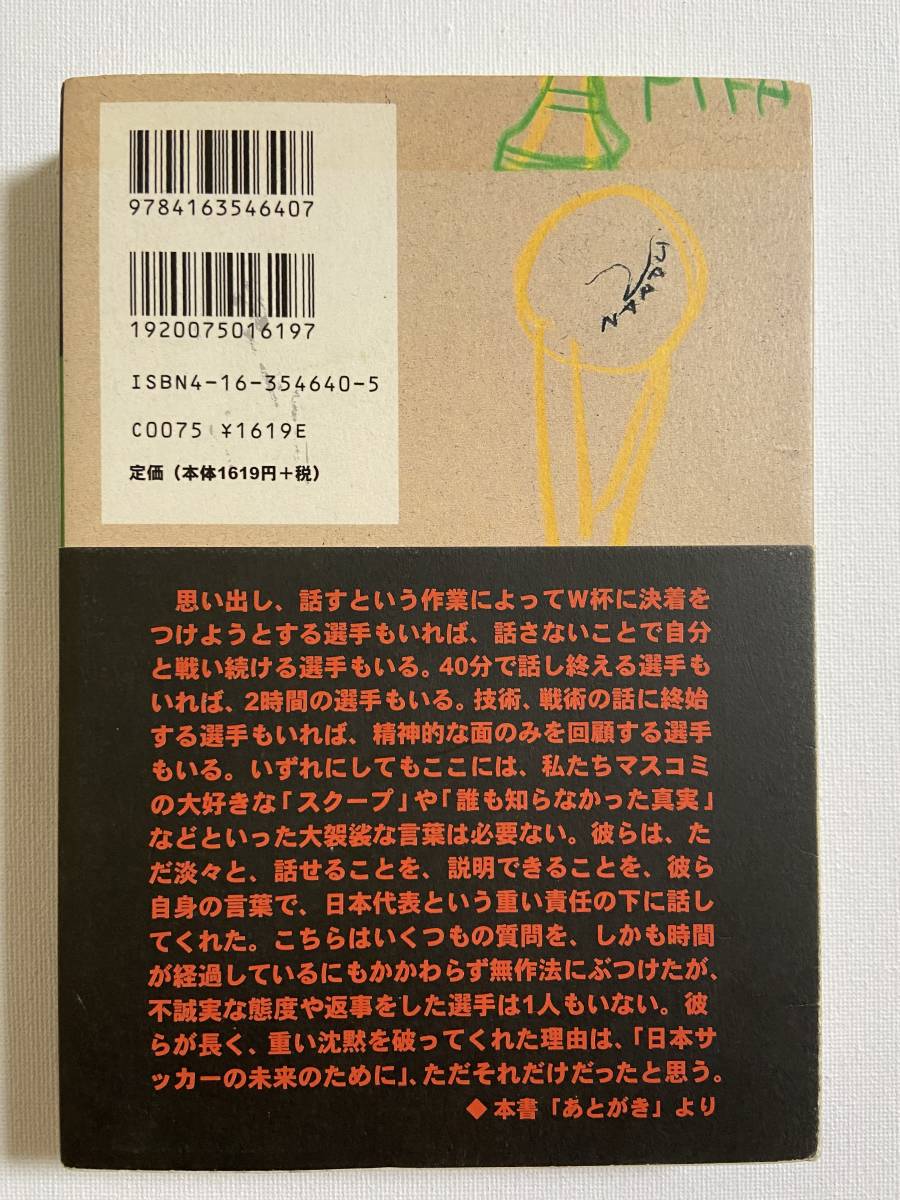 FIFA
9784163546407
JAPAN
1920075016197
ISBN4-16-354640-5
C0075 ¥1619E
定価（本体1619円+税）
思い出し、話すという作業によってW杯に決着を
つけようとする選手もいれば、話さないことで自分
と戦い続ける選手もいる。40分で話し終える選手も
いれば、2時間の選手もいる。技術、戦術の話に終始
する選手もいれば、精神的な面のみを回顧する選手
もいる。いずれにしてもここには、私たちマスコミ
の大好きな「スクープ」や「誰も知らなかった真実」
などといった大袈裟な言葉は必要ない。彼らは、た
だ淡々と、話せることを、説明できることを、彼ら
自身の言葉で、日本代表という重い責任の下に話し
てくれた。こちらはいくつもの質問を、しかも時間
が経過しているにもかかわらず無作法にぶつけたが、
不誠実な態度や返事をした選手は1人もいない。彼
らが長く、重い沈黙を破ってくれた理由は、「日本サ
ッカーの未来のために」、ただそれだけだったと思う。
◆本書「あとがき」より